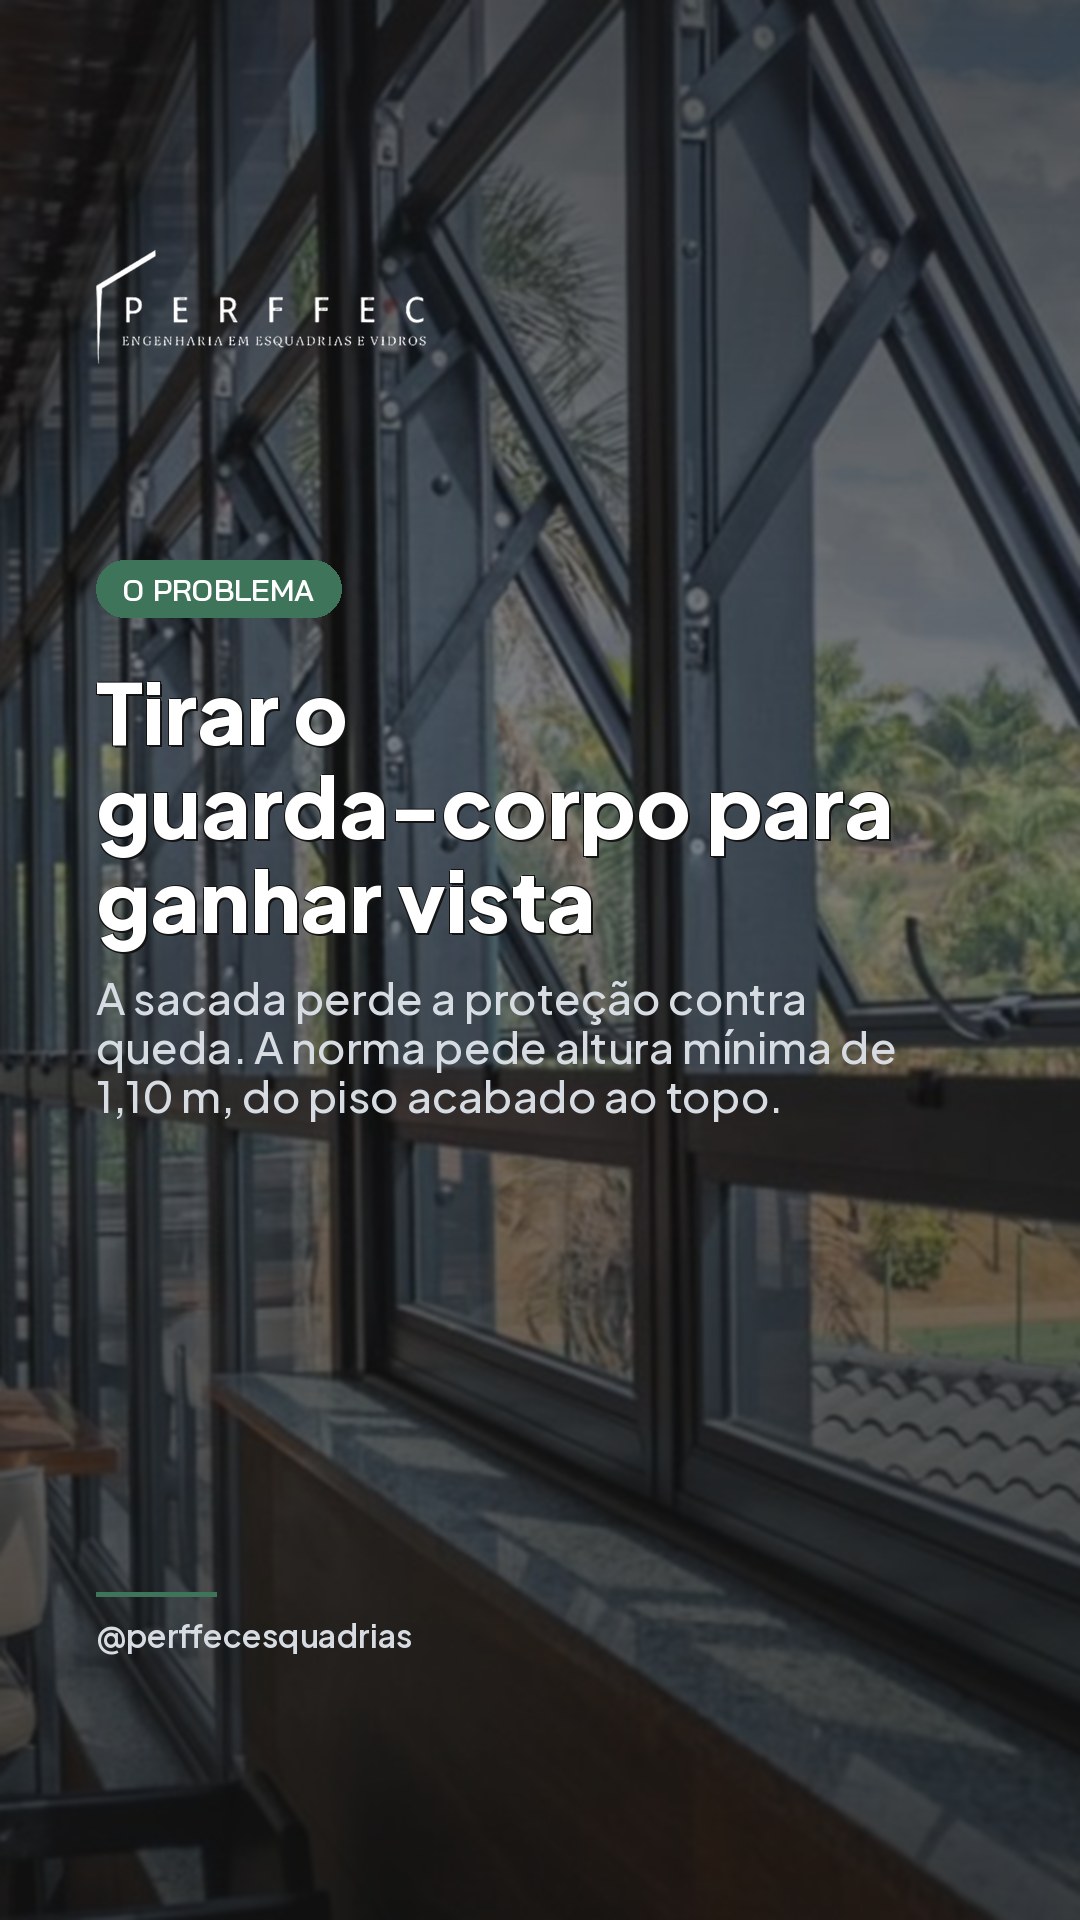 PERFFEC
ENGENHARIA EM ESQUADRIAS E VIDROS
O PROBLEMA
Tirar o
guarda-corpo para
ganhar vista
A sacada perde a proteção contra
queda. A norma pede altura mínima de
1,10 m, do piso acabado ao topo.
@perffecesquadrias